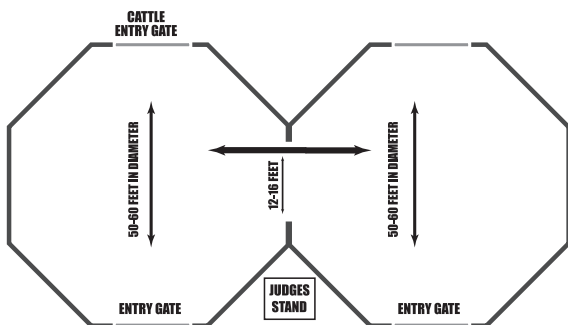 CATTLE
ENTRY GATE
50-60 FEET IN DIAMETER
12-16 FEET
50-60 FEET IN DIAMETER
ENTRY GATE
JUDGES
STAND
ENTRY GATE